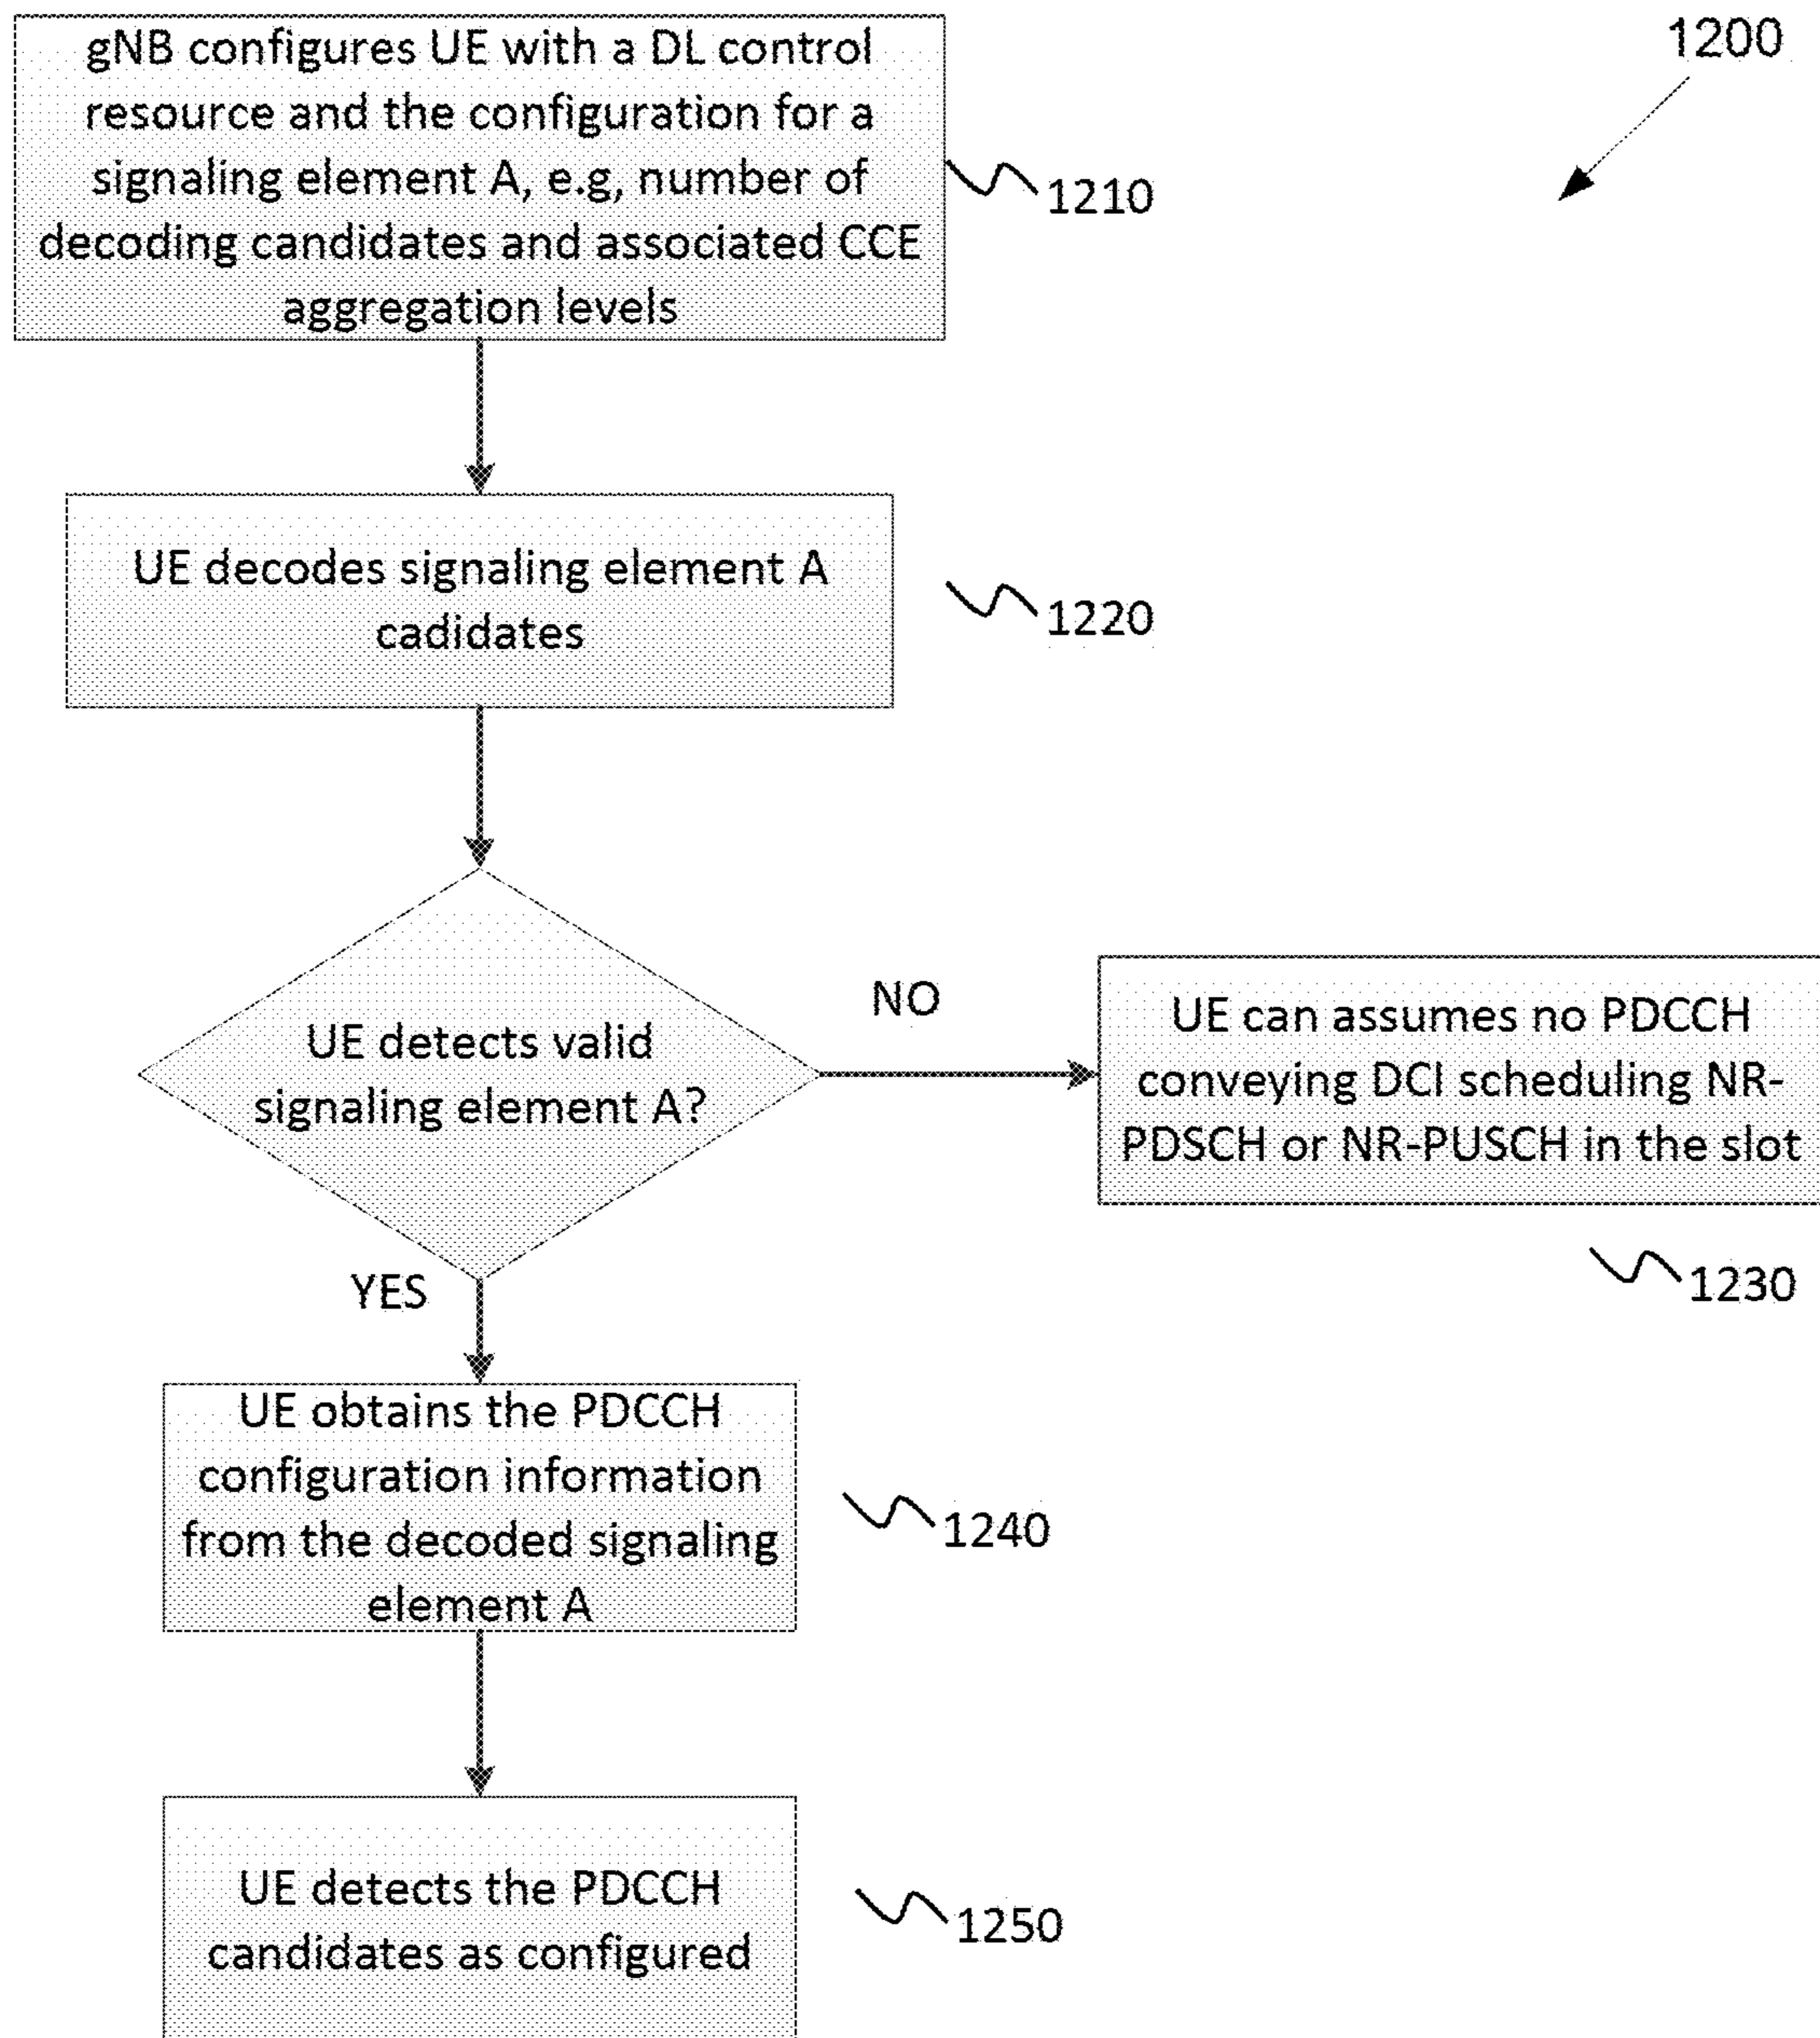 gNB configures UE with a DL control
resource and the configuration for a
signaling element A, e.g, number of
decoding candidates and associated CCE
aggregation levels
1200
1210
UE decodes signaling element A
cadidates
1220
UE detects valid
signaling element A?
NO
UE can assumes no PDCCH
conveying DCI scheduling NR-
PDSCH or NR-PUSCH in the slot
1230
YES
UE obtains the PDCCH
configuration information
from the decoded signaling
element A
1240
UE detects the PDCCH
candidates as configured
1250